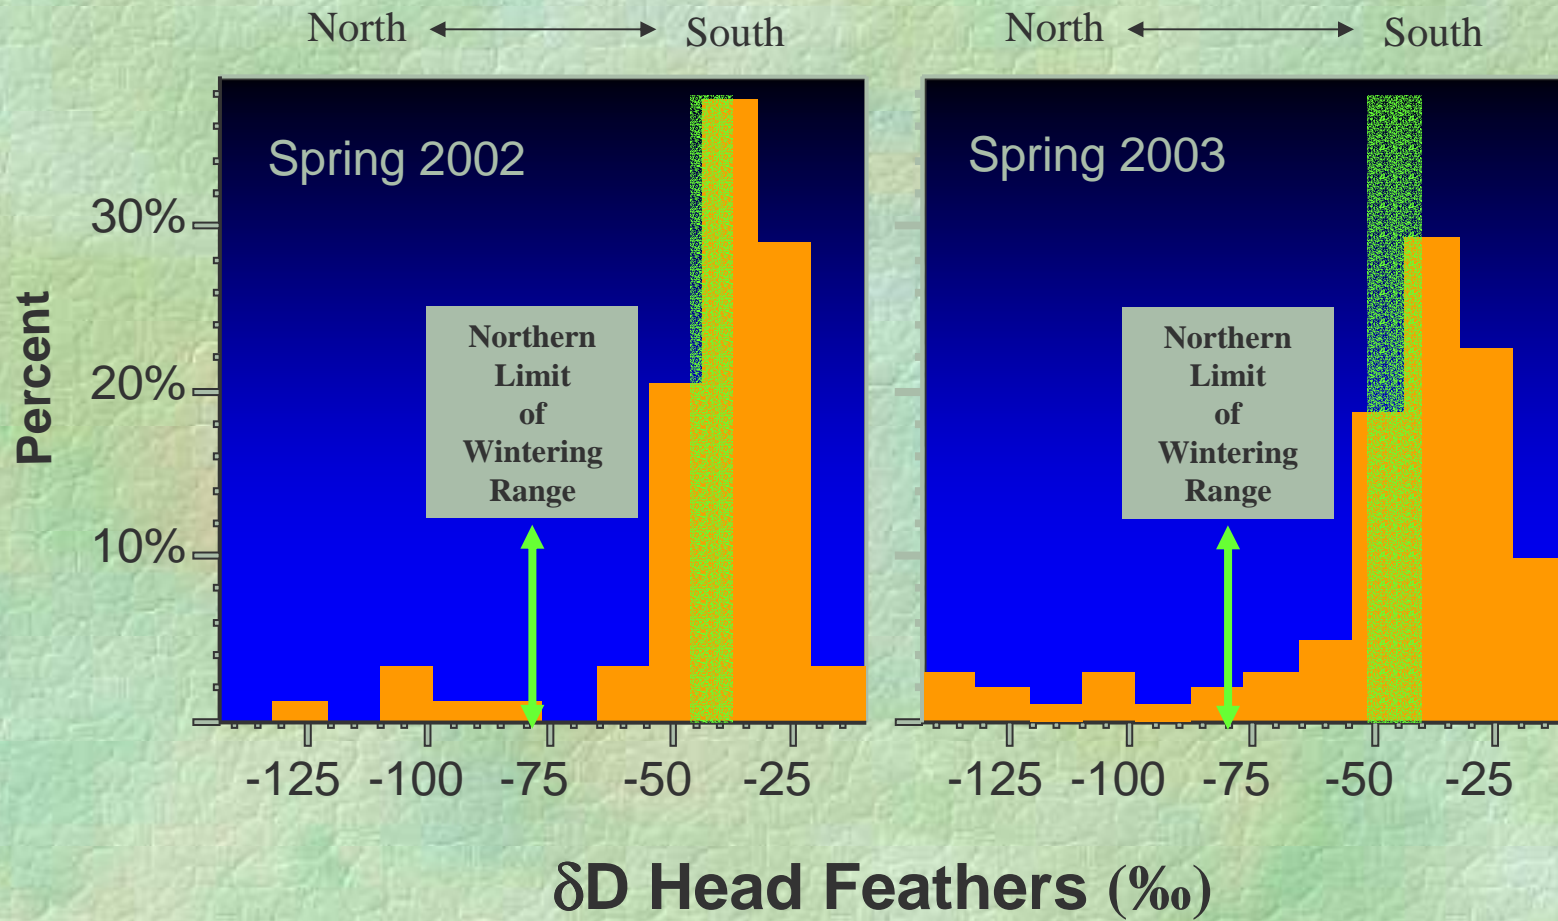 North
South
North
South
Spring 2002
Spring 2003
30%
20%
10%
Percent
Northern
Limit
of
Wintering
Range
Northern
Limit
of
Wintering
Range
-125 -100 -75 -50 -25
-125 -100 -75 -50 -25
δD Head Feathers (‰)